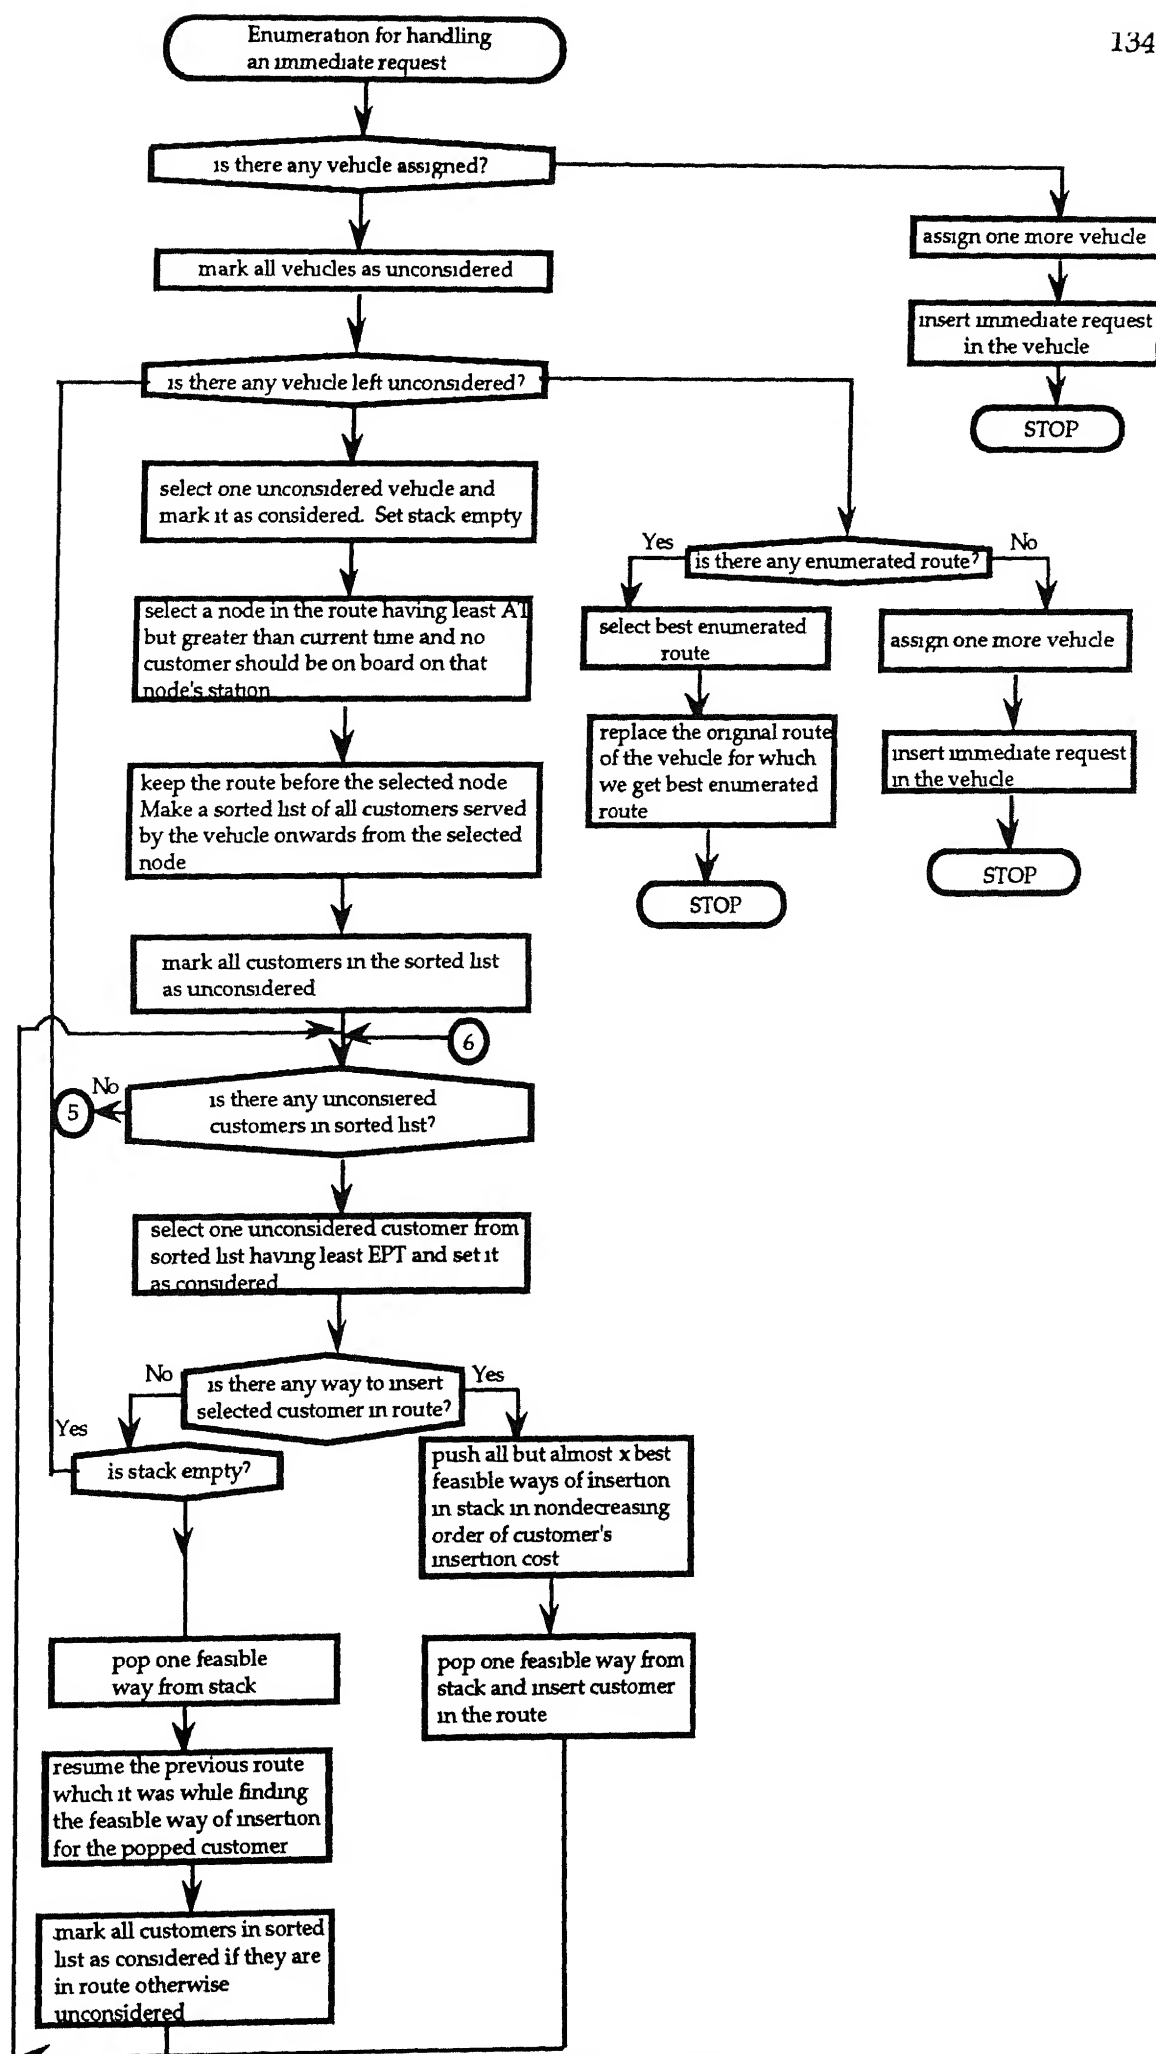 134
Enumeration for handling
an immediate request
is there any vehicle assigned?
assign one more vehicle
mark all vehicles as unconsidered
insert immediate request
in the vehicle
is there any vehicle left unconsidered?
STOP
select one unconsidered vehicle and
mark it as considered. Set stack empty
Yes
No
is there any enumerated route?
select a node in the route having least AT
but greater than current time and no
customer should be on board on that
node's station
select best enumerated
route
assign one more vehicle
replace the original route
of the vehicle for which
we get best enumerated
route
insert immediate request
in the vehicle
keep the route before the selected node
Make a sorted list of all customers served
by the vehicle onwards from the selected
node
STOP
STOP
mark all customers in the sorted list
as unconsidered
6
No
5
is there any unconsiered
customers in sorted list?
select one unconsidered customer from
sorted list having least EPT and set it
as considered
No
Yes
is there any way to insert
selected customer in route?
Yes
is stack empty?
push all but almost x best
feasible ways of insertion
in stack in nondecreasing
order of customer's
insertion cost
pop one feasible
way from stack
pop one feasible way from
stack and insert customer
in the route
resume the previous route
which it was while finding
the feasible way of insertion
for the popped customer
mark all customers in sorted
list as considered if they are
in route otherwise
unconsidered